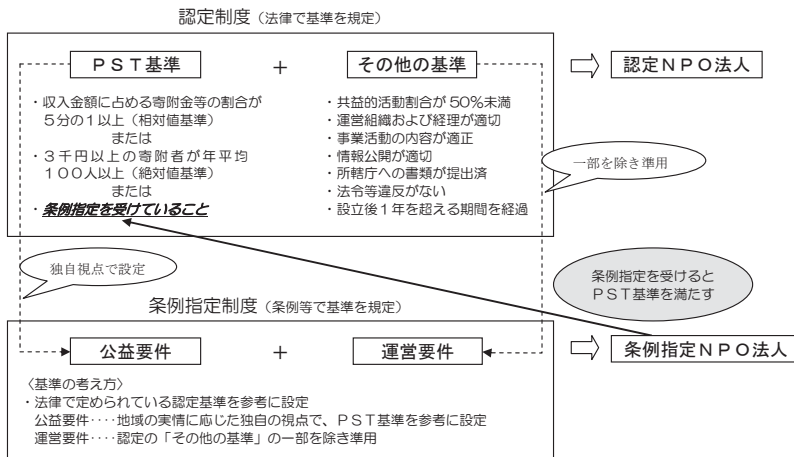 認定制度（法律で基準を規定）
ＰＳＴ基準
＋
その他の基準
認定ＮＰＯ法人
・収入金額に占める寄附金等の割合が
５分の１以上（相対値基準）
または
・３千円以上の寄附者が年平均
１００人以上（絶対値基準）
または
・条例指定を受けていること
・共益的活動割合が50％未満
・運営組織および経理が適切
・事業活動の内容が適正
・情報公開が適切
・所轄庁への書類が提出済
・法令等違反がない
・設立後１年を超える期間を経過
一部を除き準用
独自視点で設定
条例指定を受けると
ＰＳＴ基準を満たす
条例指定制度（条例等で基準を規定）
公益要件
＋
運営要件
条例指定ＮＰＯ法人
〈基準の考え方〉
・法律で定められている認定基準を参考に設定
公益要件‥‥地域の実情に応じた独自の視点で、ＰＳＴ基準を参考に設定
運営要件‥‥認定の「その他の基準」の一部を除き準用